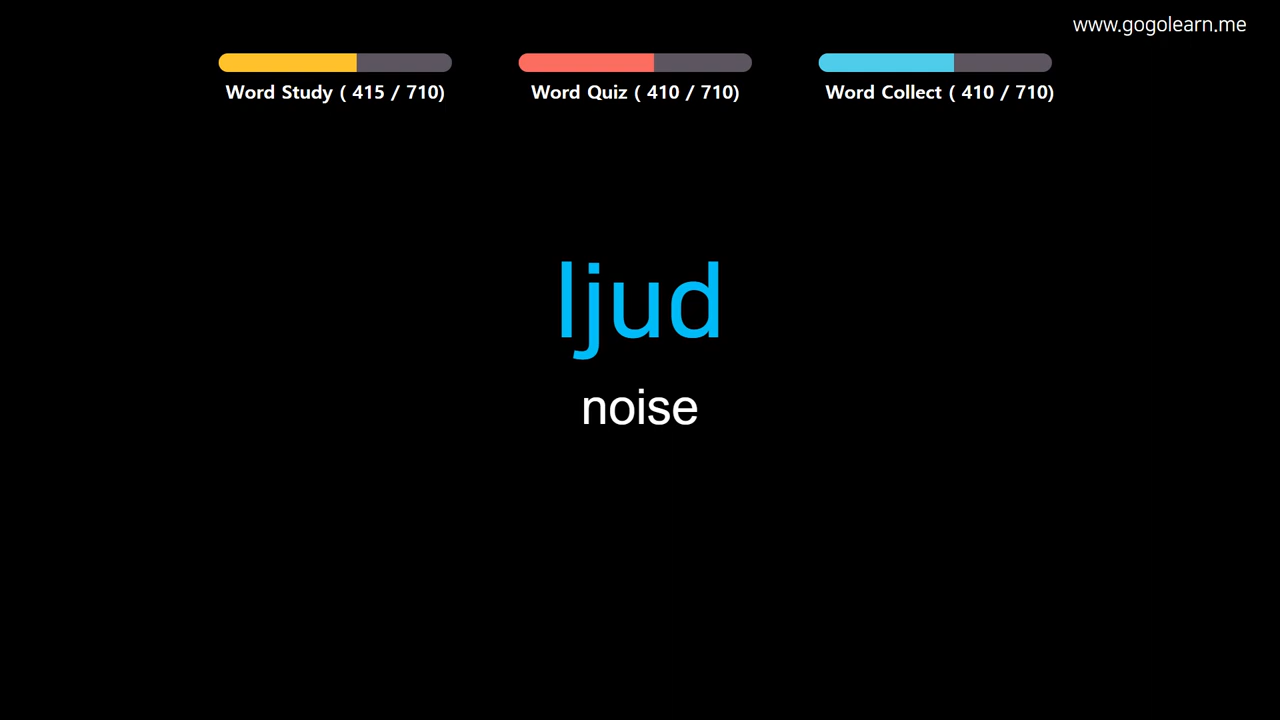 www.gogolearn.me
Word Study ( 415 / 710)
Word Quiz ( 410 / 710)
Word Collect ( 410 / 710)
ljud
noise